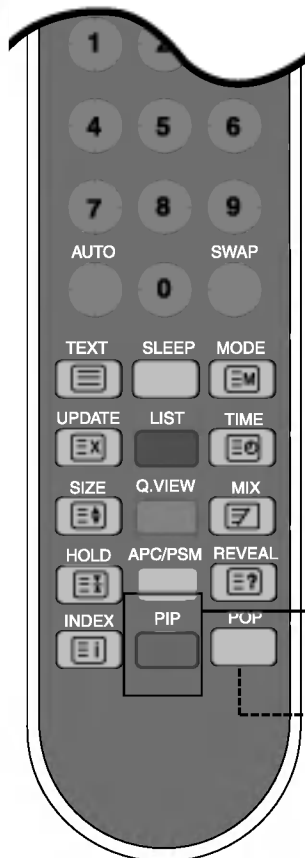 1
4 5 6
7 8 9
AUTO SWAP
0
TEXT SLEEP MODE
M
UPDATE LIST TIME
X
SIZE Q.VIEW MIX
HOLD APC/PSM REVEAL
?
INDEX PIP POP
i